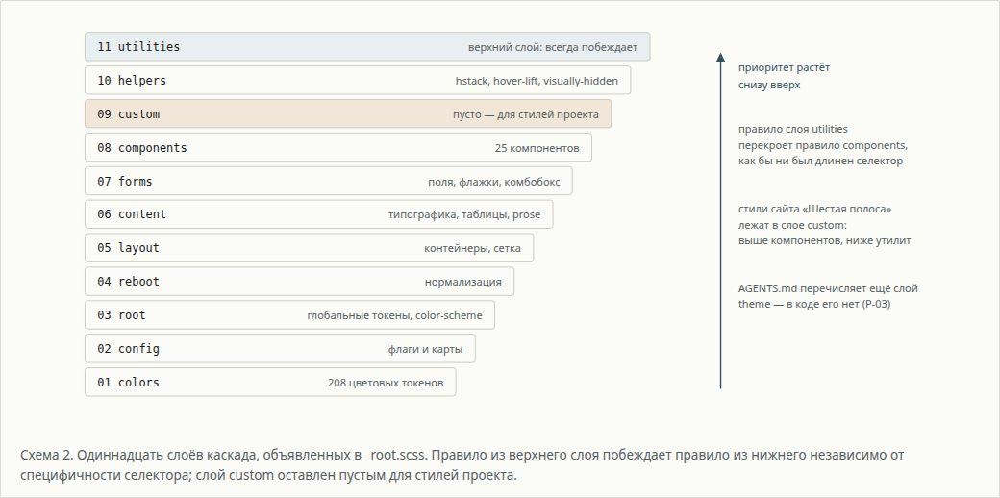 11 utilities верхний слой: всегда побеждает
10 helpers hstack, hover-lift, visually-hidden
09 custom пусто — для стилей проекта
08 components 25 компонентов
07 forms поля, флажки, комбобокс
06 content типографика, таблицы, prose
05 layout контейнеры, сетка
04 reboot нормализация
03 root глобальные токены, color-scheme
02 config флаги и карты
01 colors 208 цветовых токенов
приоритет растёт
снизу вверх
правило слоя utilities
перекроет правило components,
как бы ни был длинен селектор
стили сайта «Шестая полоса»
лежат в слое custom:
выше компонентов, ниже утилит
AGENTS.md перечисляет ещё слой
theme — в коде его нет (P-03)
Схема 2. Одиннадцать слоёв каскада, объявленных в _root.scss. Правило из верхнего слоя побеждает правило из нижнего независимо от
специфичности селектора; слой custom оставлен пустым для стилей проекта.